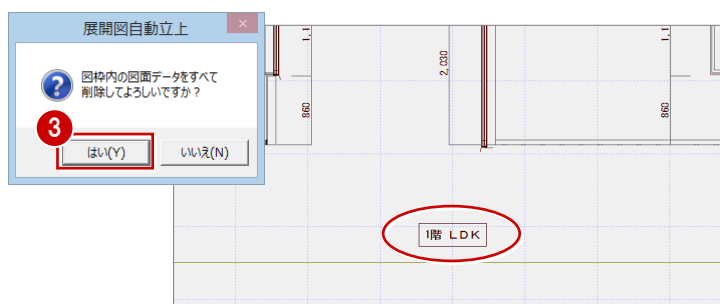 展開図自動立上
×
図枠内の図面データをすべて
削除してよろしいですか？
3
はい(Y)
いいえ(N)
2,030
860
860
1階 LDK